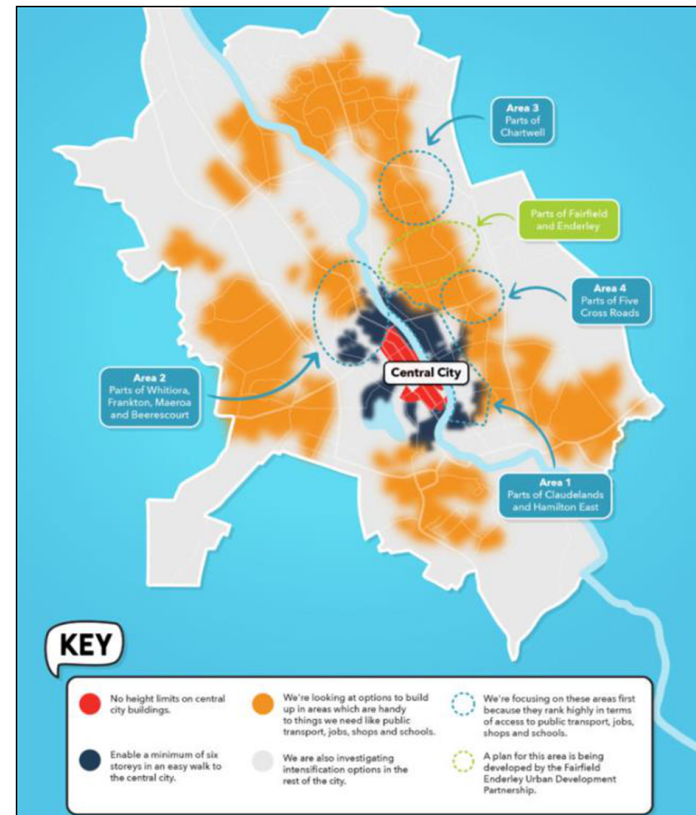 Area 3
Parts of
Chartwell
Parts of Fairfield
and Enderley
Area 4
Parts of Five
Cross Roads
Central City
Area 2
Parts of Whitiora,
Frankton, Maeroa
and Beerescourt
Area 1
Parts of Claudelands
and Hamilton East
KEY
No height limits on central
city buildings.
Enable a minimum of six
storeys in an easy walk to
the central city.
We're looking at options to build
up in areas which are handy
to things we need like public
transport, jobs, shops and schools.
We are also investigating
intensification options in the
rest of the city.
We're focusing on these areas first
because they rank highly in terms
of access to public transport, jobs,
shops and schools.
A plan for this area is being
developed by the Fairfield
Enderley Urban Development
Partnership.